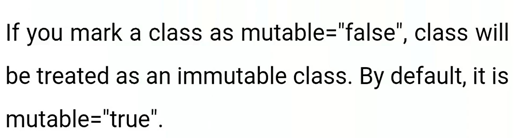 If you mark a class as mutable="false", class will
be treated as an immutable class. By default, it is
mutable="true".